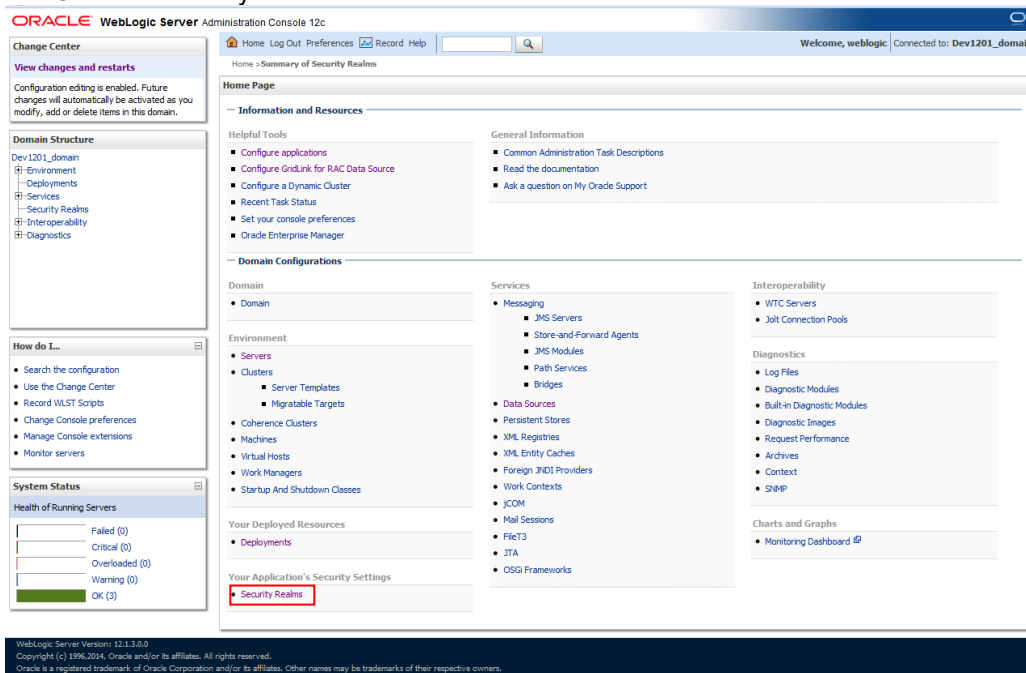 ORACLE WebLogic Server Administration Console 12c
Change Center
View changes and restarts
Configuration editing is enabled. Future
changes will automatically be activated as you
modify, add or delete items in this domain.
Domain Structure
Dev1201_domain
Environment
Deployments
Services
Security Realms
Interoperability
Diagnostics
How do I...
Search the configuration
Use the Change Center
Record WLST Scripts
Change Console preferences
Manage Console extensions
Monitor servers
System Status
Health of Running Servers
Failed (0)
Critical (0)
Overloaded (0)
Warning (0)
OK (3)
Home Log Out Preferences Record Help
Welcome, weblogic Connected to: Dev1201_domai
Home >Summary of Security Realms
Home Page
Information and Resources
Helpful Tools
Configure applications
Configure GridLink for RAC Data Source
Configure a Dynamic Cluster
Recent Task Status
Set your console preferences
Oracle Enterprise Manager
General Information
Common Administration Task Descriptions
Read the documentation
Ask a question on My Oracle Support
Domain Configurations
Domain
Domain
Environment
Servers
Clusters
Server Templates
Migratable Targets
Coherence Clusters
Machines
Virtual Hosts
Work Managers
Startup And Shutdown Classes
Your Deployed Resources
Deployments
Your Application's Security Settings
Security Realms
Services
Messaging
JMS Servers
Store-and-Forward Agents
JMS Modules
Path Services
Bridges
Data Sources
Persistent Stores
XML Registries
XML Entity Caches
Foreign JNDI Providers
Work Contexts
jCOM
Mail Sessions
FileT3
JTA
OSGi Frameworks
Interoperability
WTC Servers
Jolt Connection Pools
Diagnostics
Log Files
Diagnostic Modules
Built-in Diagnostic Modules
Diagnostic Images
Request Performance
Archives
Context
SNMP
Charts and Graphs
Monitoring Dashboard
WebLogic Server Version: 12.1.3.0.0
Copyright (c) 1996,2014, Oracle and/or its affiliates. All rights reserved.
Oracle is a registered trademark of Oracle Corporation and/or its affiliates. Other names may be trademarks of their respective owners.